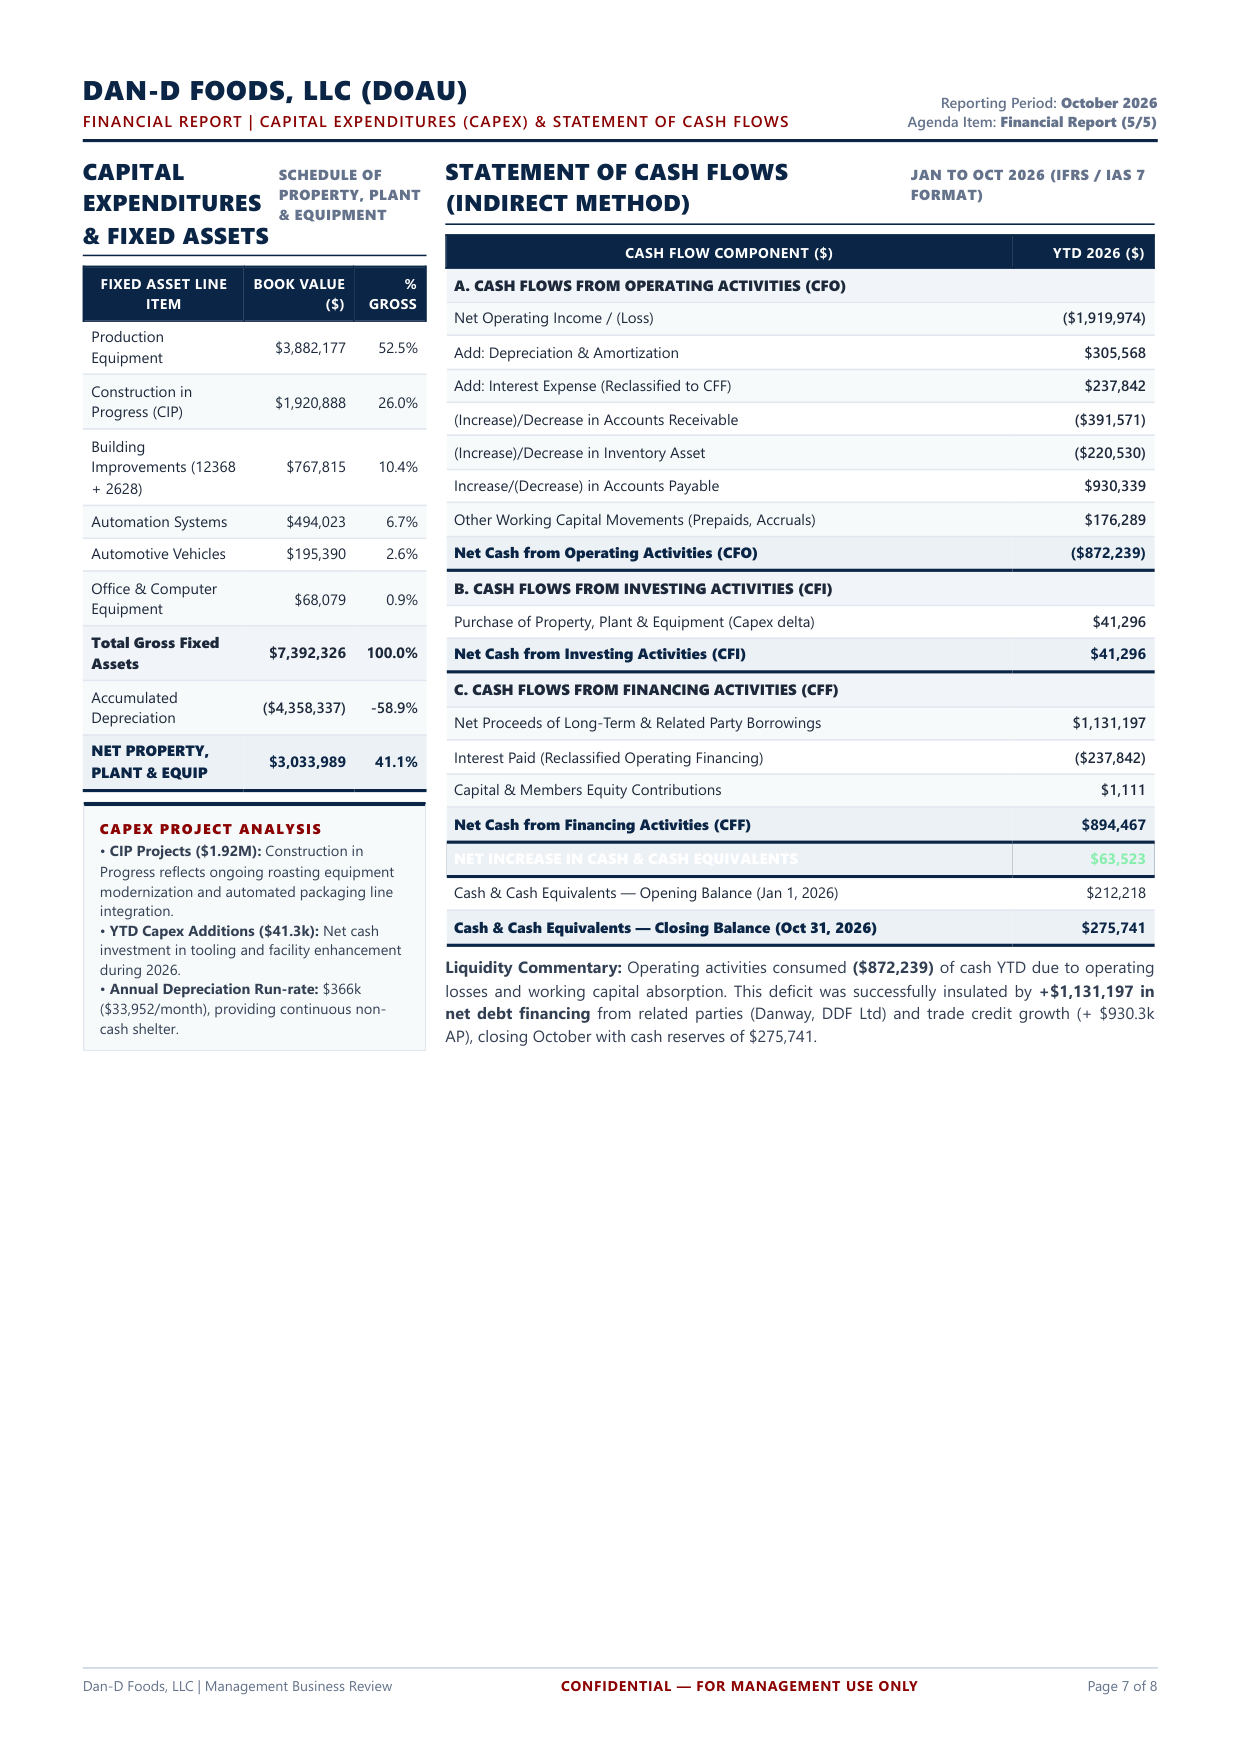 DAN-D FOODS, LLC (DOAU)
FINANCIAL REPORT | CAPITAL EXPENDITURES (CAPEX) & STATEMENT OF CASH FLOWS
Reporting Period: October 2026
Agenda Item: Financial Report (5/5)
CAPITAL
EXPENDITURES
& FIXED ASSETS
SCHEDULE OF
PROPERTY, PLANT
& EQUIPMENT
FIXED ASSET LINE
ITEM
BOOK VALUE
($)
%
GROSS
Production
Equipment
$3,882,177 52.5%
Construction in
Progress (CIP)
$1,920,888 26.0%
Building
Improvements (12368
+ 2628)
$767,815 10.4%
Automation Systems $494,023 6.7%
Automotive Vehicles $195,390 2.6%
Office & Computer
Equipment
$68,079 0.9%
Total Gross Fixed
Assets
$7,392,326 100.0%
Accumulated
Depreciation
($4,358,337) -58.9%
NET PROPERTY,
PLANT & EQUIP
$3,033,989 41.1%
CAPEX PROJECT ANALYSIS
• CIP Projects ($1.92M): Construction in
Progress reflects ongoing roasting equipment
modernization and automated packaging line
integration.
• YTD Capex Additions ($41.3k): Net cash
investment in tooling and facility enhancement
during 2026.
• Annual Depreciation Run-rate: $366k
($33,952/month), providing continuous non-
cash shelter.
STATEMENT OF CASH FLOWS
(INDIRECT METHOD)
JAN TO OCT 2026 (IFRS / IAS 7
FORMAT)
CASH FLOW COMPONENT ($) YTD 2026 ($)
A. CASH FLOWS FROM OPERATING ACTIVITIES (CFO)
Net Operating Income / (Loss) ($1,919,974)
Add: Depreciation & Amortization $305,568
Add: Interest Expense (Reclassified to CFF) $237,842
(Increase)/Decrease in Accounts Receivable ($391,571)
(Increase)/Decrease in Inventory Asset ($220,530)
Increase/(Decrease) in Accounts Payable $930,339
Other Working Capital Movements (Prepaids, Accruals) $176,289
Net Cash from Operating Activities (CFO) ($872,239)
B. CASH FLOWS FROM INVESTING ACTIVITIES (CFI)
Purchase of Property, Plant & Equipment (Capex delta) $41,296
Net Cash from Investing Activities (CFI) $41,296
C. CASH FLOWS FROM FINANCING ACTIVITIES (CFF)
Net Proceeds of Long-Term & Related Party Borrowings $1,131,197
Interest Paid (Reclassified Operating Financing) ($237,842)
Capital & Members Equity Contributions $1,111
Net Cash from Financing Activities (CFF) $894,467
NET INCREASE IN CASH & CASH EQUIVALENTS $63,523
Cash & Cash Equivalents — Opening Balance (Jan 1, 2026) $212,218
Cash & Cash Equivalents — Closing Balance (Oct 31, 2026) $275,741
Liquidity Commentary: Operating activities consumed ($872,239) of cash YTD due to operating
losses and working capital absorption. This deficit was successfully insulated by +$1,131,197 in
net debt financing from related parties (Danway, DDF Ltd) and trade credit growth (+ $930.3k
AP), closing October with cash reserves of $275,741.
Dan-D Foods, LLC | Management Business Review
CONFIDENTIAL — FOR MANAGEMENT USE ONLY
Page 7 of 8